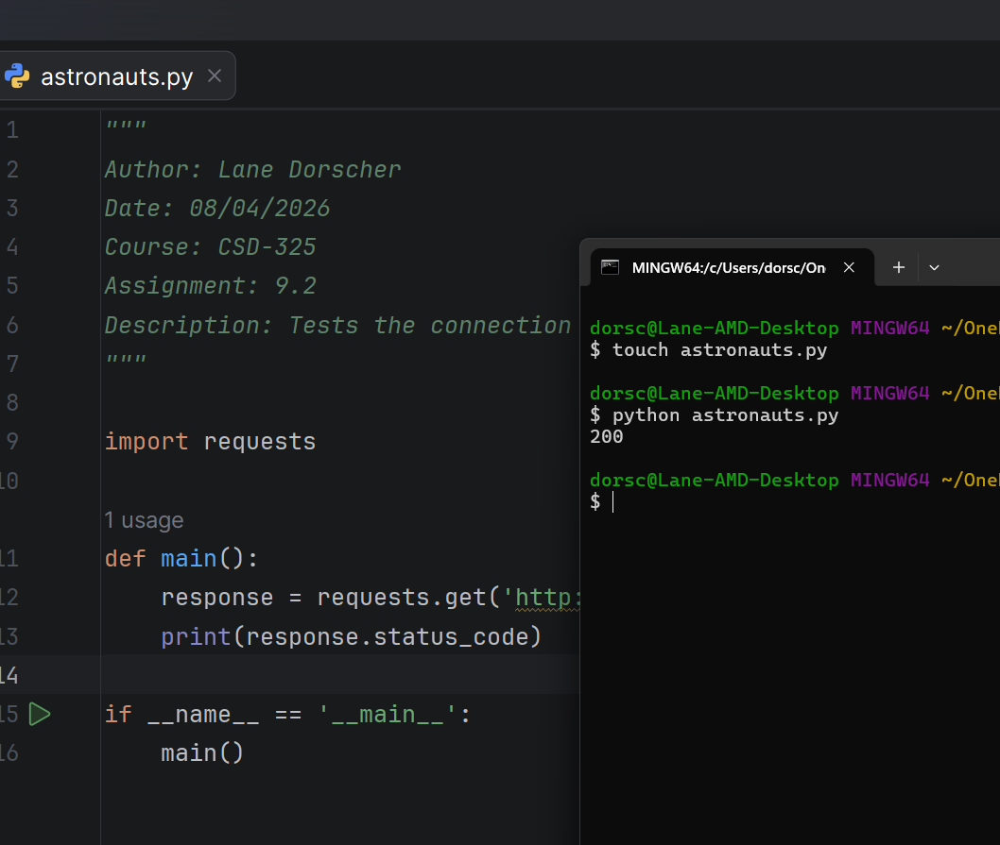 astronauts.py
1 """
2 Author: Lane Dorscher
3 Date: 08/04/2026
4 Course: CSD-325
5 Assignment: 9.2
6 Description: Tests the connection
7 """
8
9 import requests
10
1 usage
11 def main():
12 response = requests.get('http:
13 print(response.status_code)
14
15 if __name__ == '__main__':
16 main()
MINGW64:/c/Users/dorsc/On
dorsc@Lane-AMD-Desktop MINGW64 ~/One
$ touch astronauts.py
dorsc@Lane-AMD-Desktop MINGW64 ~/One
$ python astronauts.py
200
dorsc@Lane-AMD-Desktop MINGW64 ~/One
$